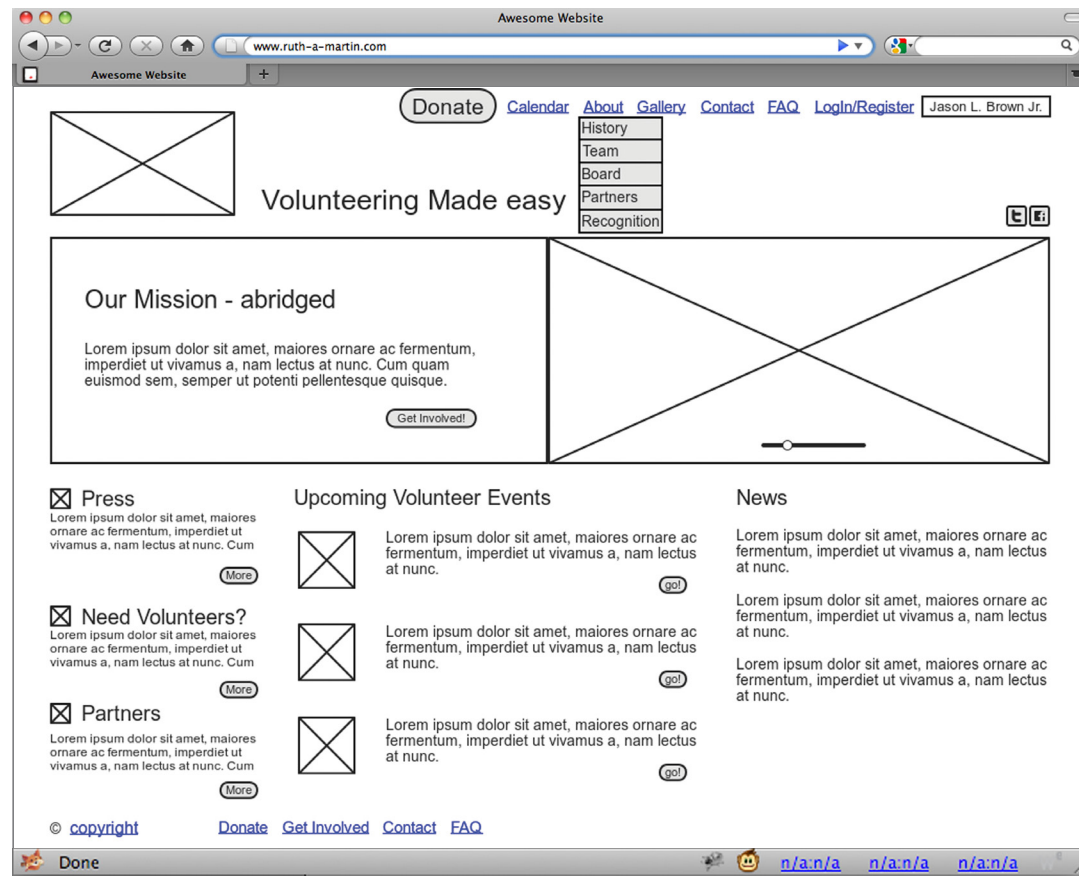 Awesome Website
www.ruth-a-martin.com
Awesome Website
+
Donate Calendar About Gallery Contact FAQ LogIn/Register Jason L. Brown Jr.
History
Team
Board
Partners
Recognition
Volunteering Made easy
Our Mission - abridged
Lorem ipsum dolor sit amet, maiores ornare ac fermentum,
imperdiet ut vivamus a, nam lectus at nunc. Cum quam
euismod sem, semper ut potenti pellentesque quisque.
Get Involved!
Press
Lorem ipsum dolor sit amet, maiores
ornare ac fermentum, imperdiet ut
vivamus a, nam lectus at nunc. Cum
More
Need Volunteers?
Lorem ipsum dolor sit amet, maiores
ornare ac fermentum, imperdiet ut
vivamus a, nam lectus at nunc. Cum
More
Partners
Lorem ipsum dolor sit amet, maiores
ornare ac fermentum, imperdiet ut
vivamus a, nam lectus at nunc. Cum
More
Upcoming Volunteer Events
Lorem ipsum dolor sit amet, maiores ornare ac
fermentum, imperdiet ut vivamus a, nam lectus
at nunc.
go!
Lorem ipsum dolor sit amet, maiores ornare ac
fermentum, imperdiet ut vivamus a, nam lectus
at nunc.
go!
Lorem ipsum dolor sit amet, maiores ornare ac
fermentum, imperdiet ut vivamus a, nam lectus
at nunc.
go!
News
Lorem ipsum dolor sit amet, maiores ornare ac
fermentum, imperdiet ut vivamus a, nam lectus
at nunc.
Lorem ipsum dolor sit amet, maiores ornare ac
fermentum, imperdiet ut vivamus a, nam lectus
at nunc.
Lorem ipsum dolor sit amet, maiores ornare ac
fermentum, imperdiet ut vivamus a, nam lectus
at nunc.
© copyright Donate Get Involved Contact FAQ
Done n/a:n/a n/a:n/a n/a:n/a